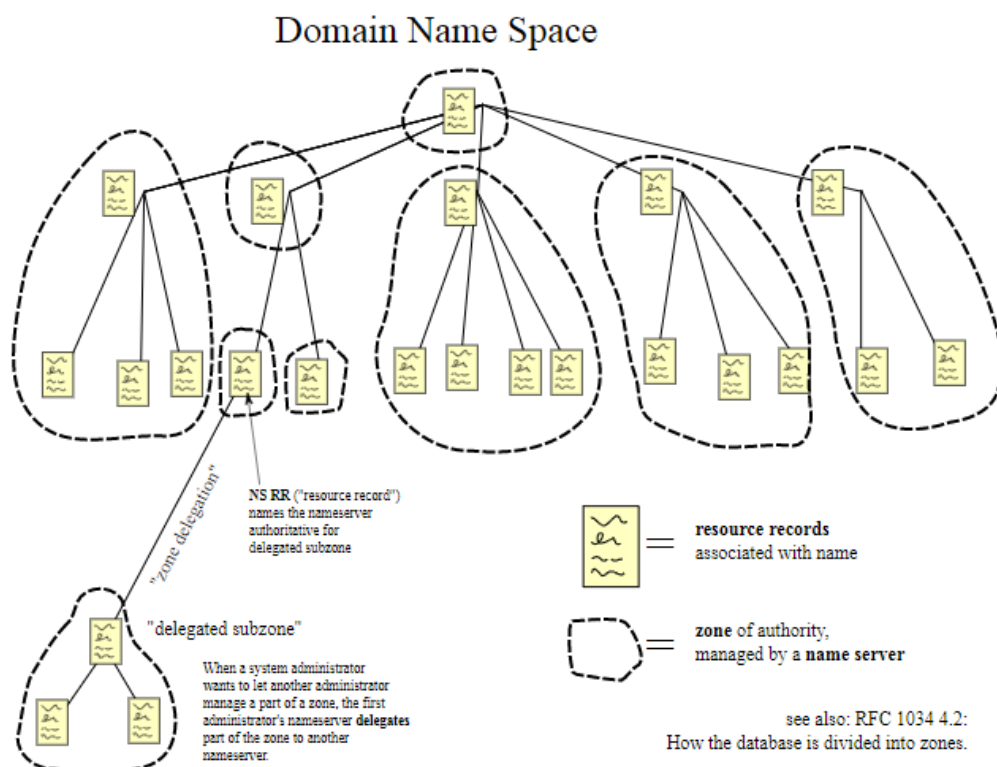 Domain Name Space
NS RR ("resource record")
names the nameserver
authoritative for
delegated subzone
"zone delegation"
resource records
associated with name
"delegated subzone"
When a system administrator
wants to let another administrator
manage a part of a zone, the first
administrator's nameserver delegates
part of the zone to another
nameserver.
zone of authority,
managed by a name server
see also: RFC 1034 4.2:
How the database is divided into zones.